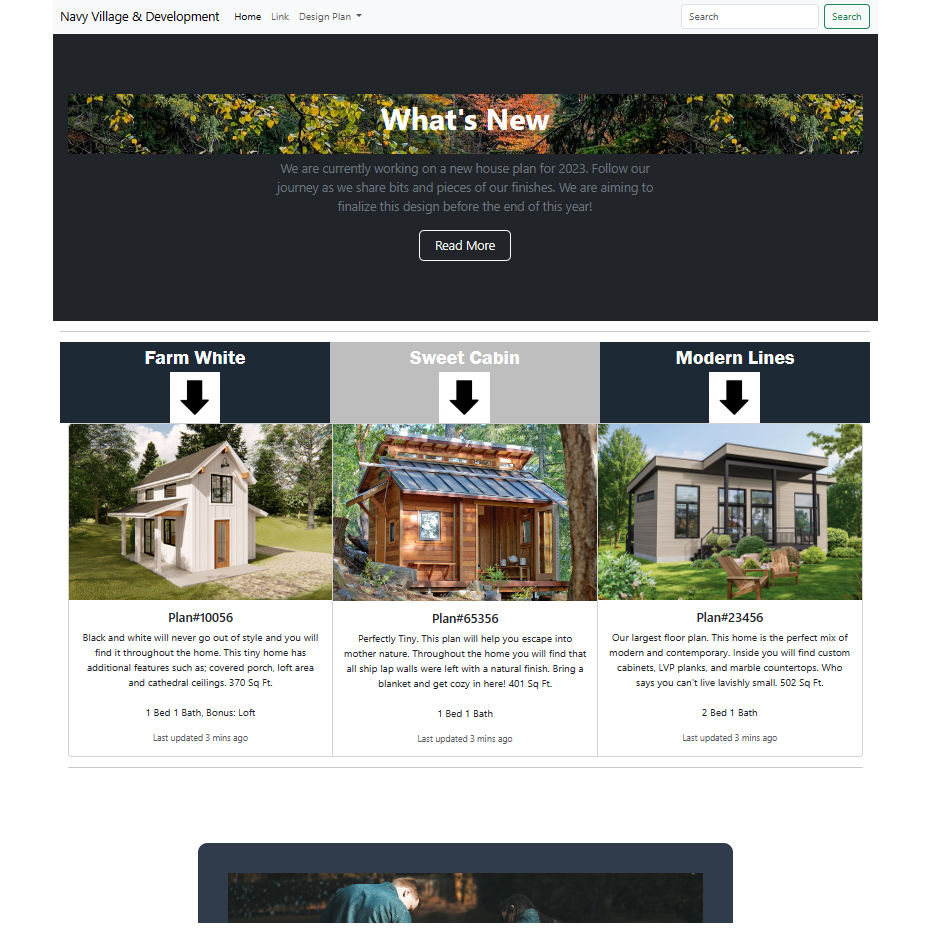 Navy Village & Development Home Link Design Plan Search Search
What's New
We are currently working on a new house plan for 2023. Follow our
journey as we share bits and pieces of our finishes. We are aiming to
finalize this design before the end of this year!
Read More
Farm White Sweet Cabin Modern Lines
Plan#10056
Black and white will never go out of style and you will
find it throughout the home. This tiny home has
additional features such as; covered porch, loft area
and cathedral ceilings. 370 Sq Ft.
1 Bed 1 Bath, Bonus: Loft
Last updated 3 mins ago
Plan#65356
Perfectly Tiny. This plan will help you escape into
mother nature. Throughout the home you will find that
all ship lap walls were left with a natural finish. Bring a
blanket and get cozy in here! 401 Sq Ft.
1 Bed 1 Bath
Last updated 3 mins ago
Plan#23456
Our largest floor plan. This home is the perfect mix of
modern and contemporary. Inside you will find custom
cabinets, LVP planks, and marble countertops. Who
says you can't live lavishly small. 502 Sq Ft.
2 Bed 1 Bath
Last updated 3 mins ago